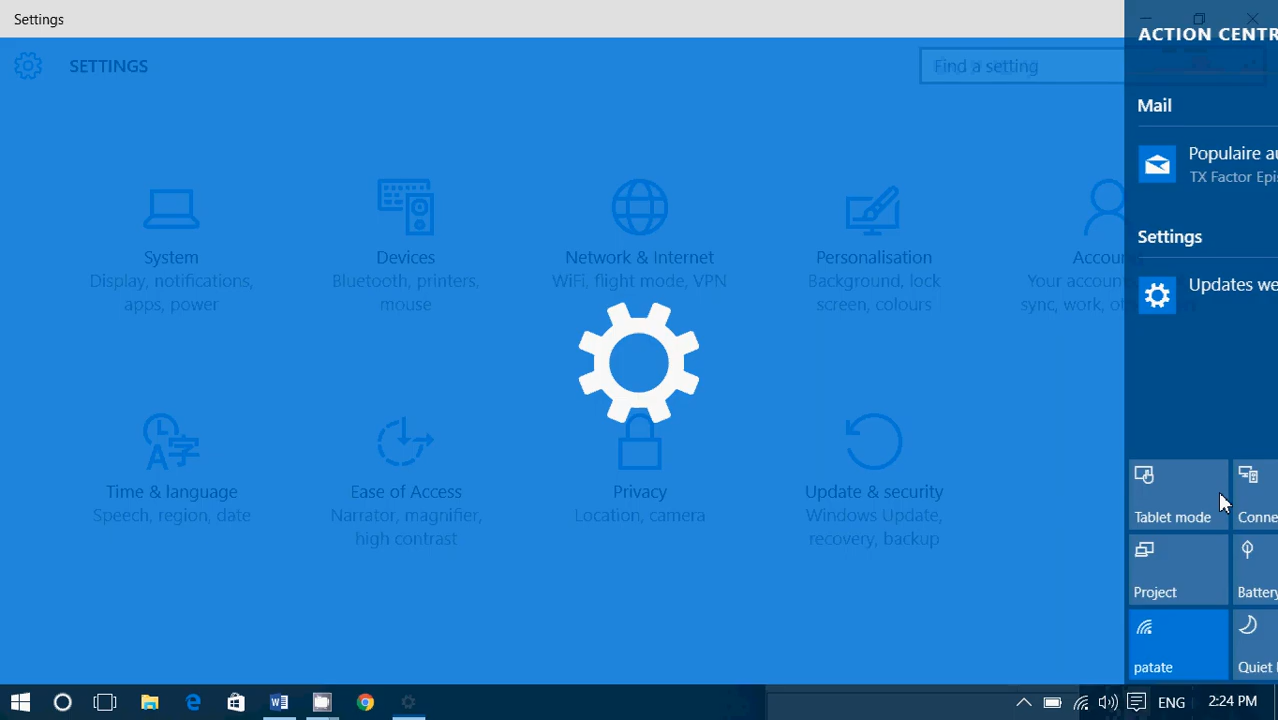 Settings
SETTINGS
Find a setting
System
Display, notifications,
apps, power
Devices
Bluetooth, printers,
mouse
Network & Internet
WiFi, flight mode, VPN
Personalisation
Background, lock
screen, colours
Accou
Your accou
sync, work, ot
Time & language
Speech, region, date
Ease of Access
Narrator, magnifier,
high contrast
Privacy
Location, camera
Update & security
Windows Update,
recovery, backup
ACTION CENTR
Mail
Populaire au
TX Factor Epi
Settings
Updates we
Tablet mode
Conne
Project
Battery
patate
Quiet
ENG
2:24 PM